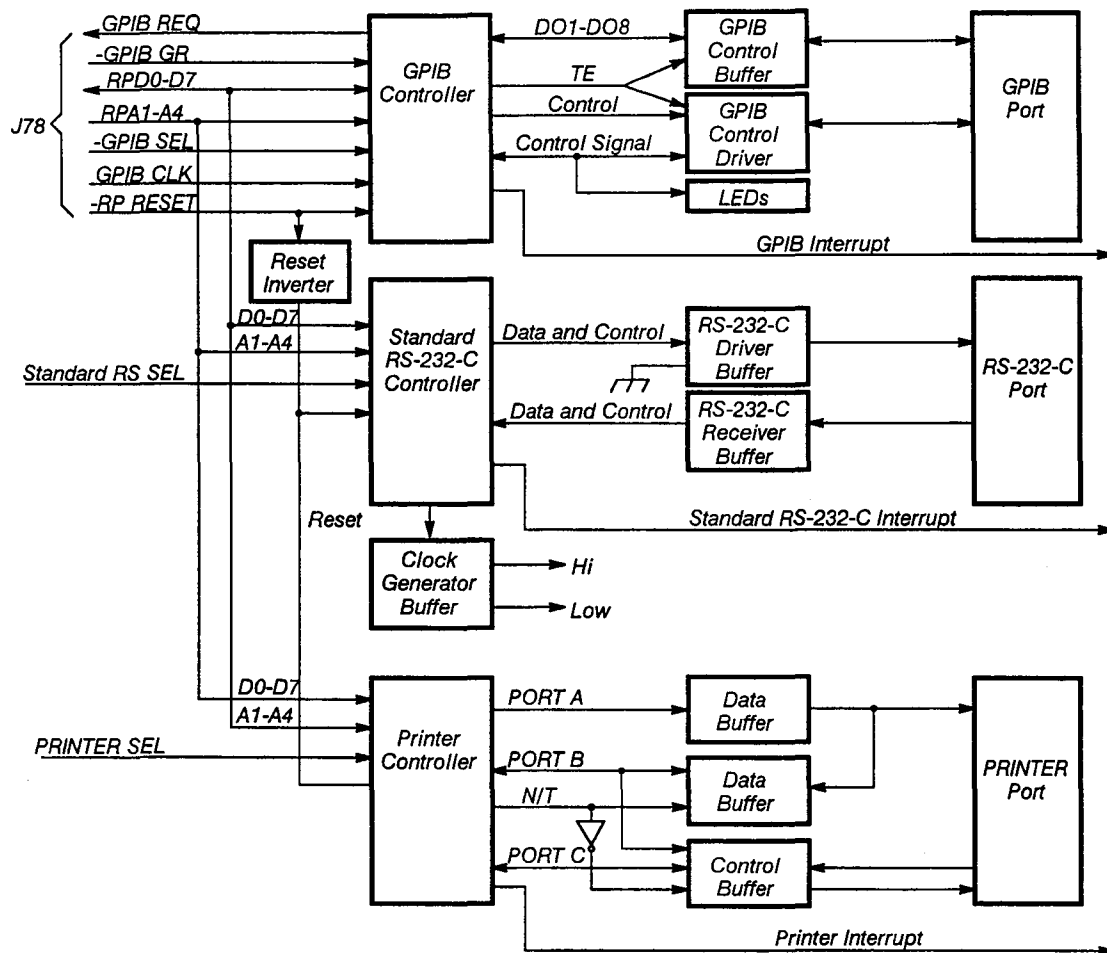 GPIB REQ
-GPIB GR
RPD0-D7
RPA1-A4
J78
-GPIB SEL
GPIB CLK
-RP RESET
GPIB
Controller
DO1-DO8
TE
Control
Control Signal
GPIB
Control
Buffer
GPIB
Control
Driver
LEDs
GPIB
Port
GPIB Interrupt
Reset
Inverter
D0-D7
A1-A4
Standard RS SEL
Standard
RS-232-C
Controller
Data and Control
Data and Control
RS-232-C
Driver
Buffer
RS-232-C
Receiver
Buffer
RS-232-C
Port
Standard RS-232-C Interrupt
Reset
Clock
Generator
Buffer
Hi
Low
D0-D7
A1-A4
PRINTER SEL
Printer
Controller
PORT A
PORT B
N/T
PORT C
Data
Buffer
Data
Buffer
Control
Buffer
PRINTER
Port
Printer Interrupt